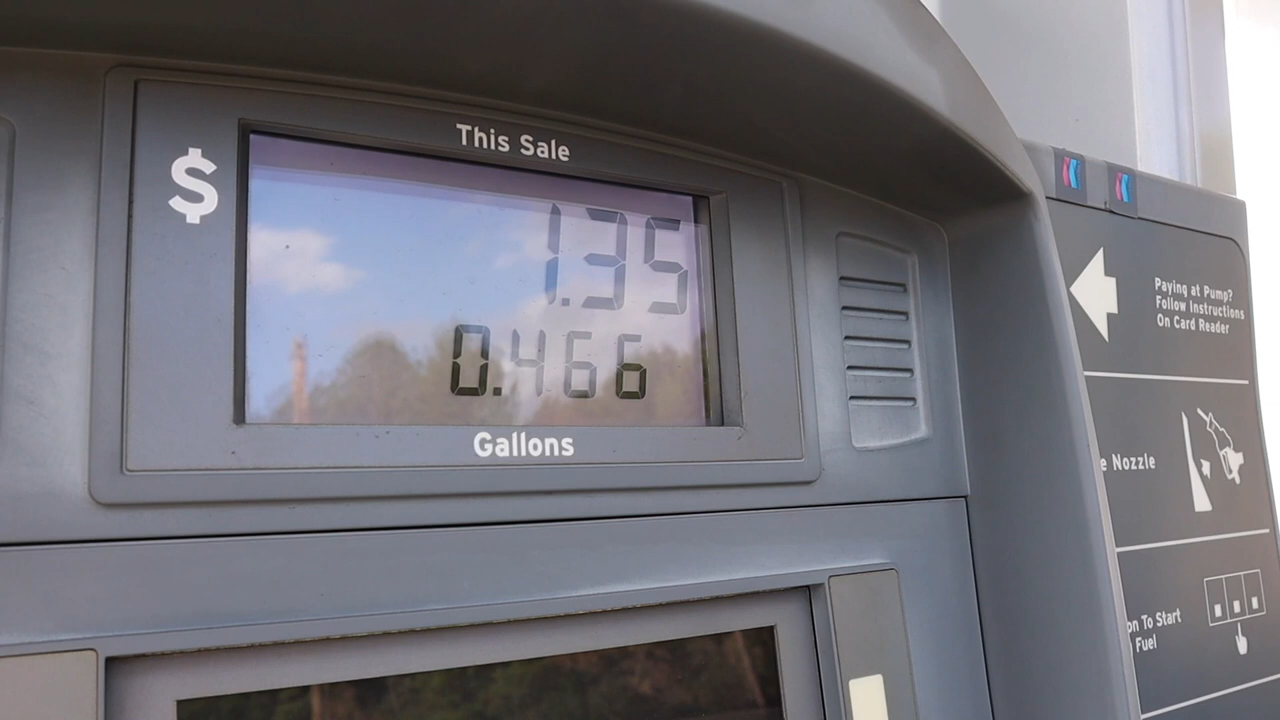 This Sale
$
1.35
0.466
Gallons
Paying at Pump?
Follow Instructions
On Card Reader
e Nozzle
on To Start
Fuel